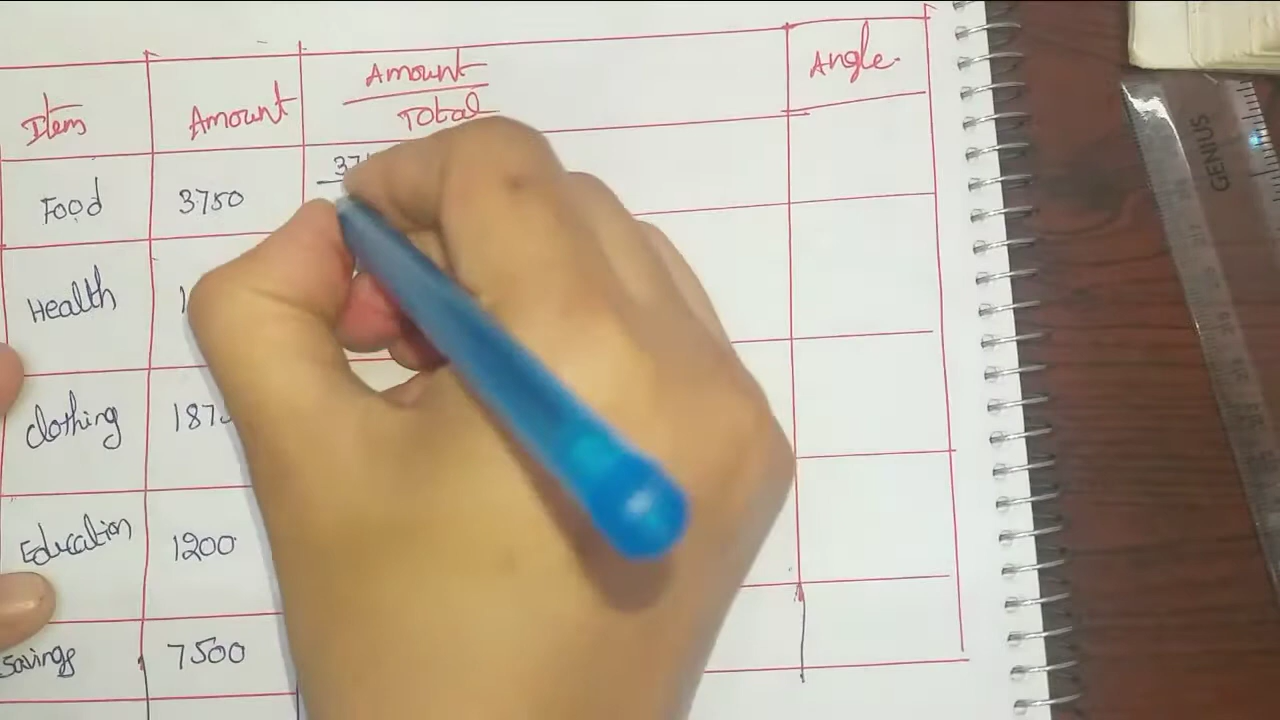 Item Amount Amount Angle
Total
Food 3750
Health
Clothing
Education 1200
Savings 7500
GENIUS